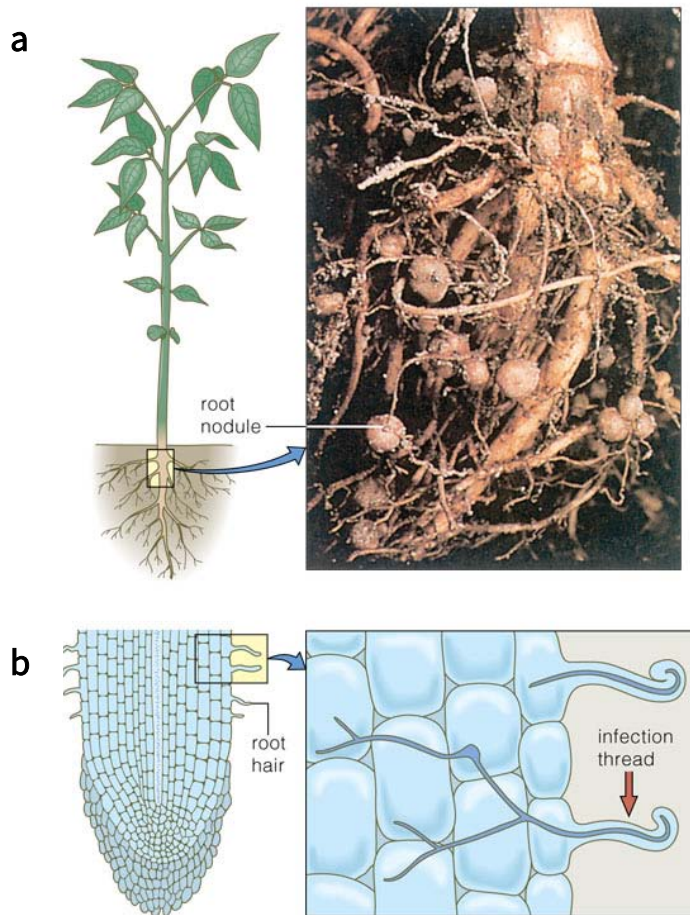 a
root
nodule
b
root
hair
infection
thread